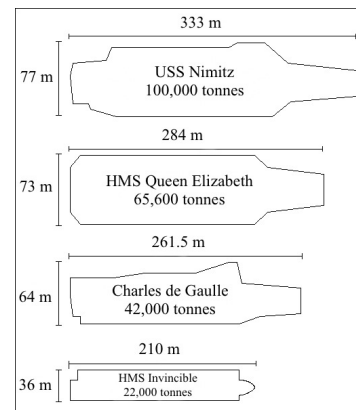 333 m
77 m
USS Nimitz
100,000 tonnes
284 m
73 m
HMS Queen Elizabeth
65,600 tonnes
261.5 m
64 m
Charles de Gaulle
42,000 tonnes
210 m
36 m
HMS Invincible
22,000 tonnes